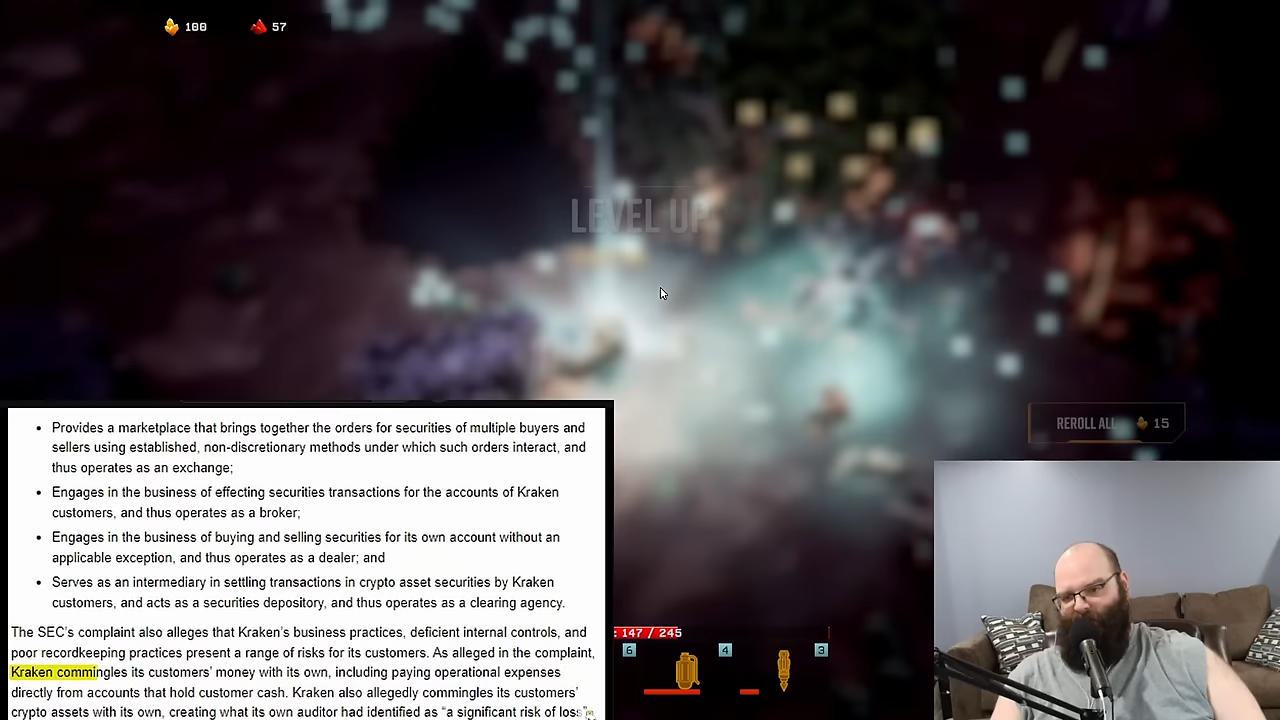 100
57
LEVEL UP
REROLL ALL 15
• Provides a marketplace that brings together the orders for securities of multiple buyers and
sellers using established, non-discretionary methods under which such orders interact, and
thus operates as an exchange;
• Engages in the business of effecting securities transactions for the accounts of Kraken
customers, and thus operates as a broker;
• Engages in the business of buying and selling securities for its own account without an
applicable exception, and thus operates as a dealer; and
• Serves as an intermediary in settling transactions in crypto asset securities by Kraken
customers, and acts as a securities depository, and thus operates as a clearing agency.
The SEC's complaint also alleges that Kraken's business practices, deficient internal controls, and
poor recordkeeping practices present a range of risks for its customers. As alleged in the complaint,
Kraken commingles its customers' money with its own, including paying operational expenses
directly from accounts that hold customer cash. Kraken also allegedly commingles its customers'
crypto assets with its own, creating what its own auditor had identified as “a significant risk of loss”
: 147 / 245
6
4
3